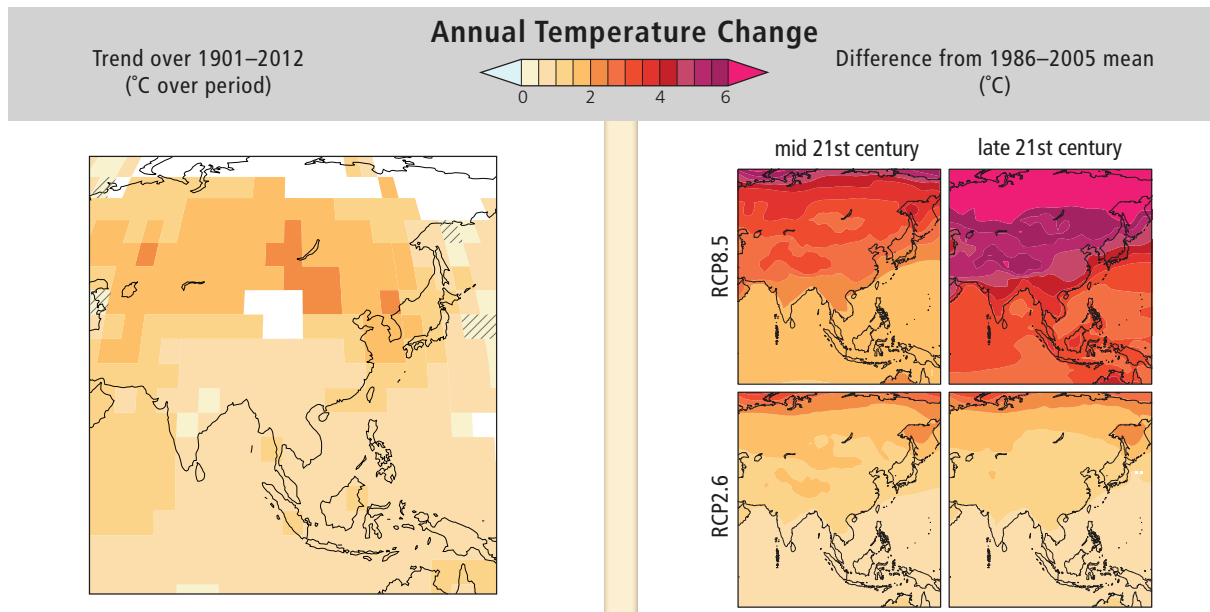 Annual Temperature Change
Trend over 1901–2012
(˚C over period)
0 2 4 6
Difference from 1986–2005 mean
(˚C)
mid 21st century late 21st century
RCP8.5
RCP2.6